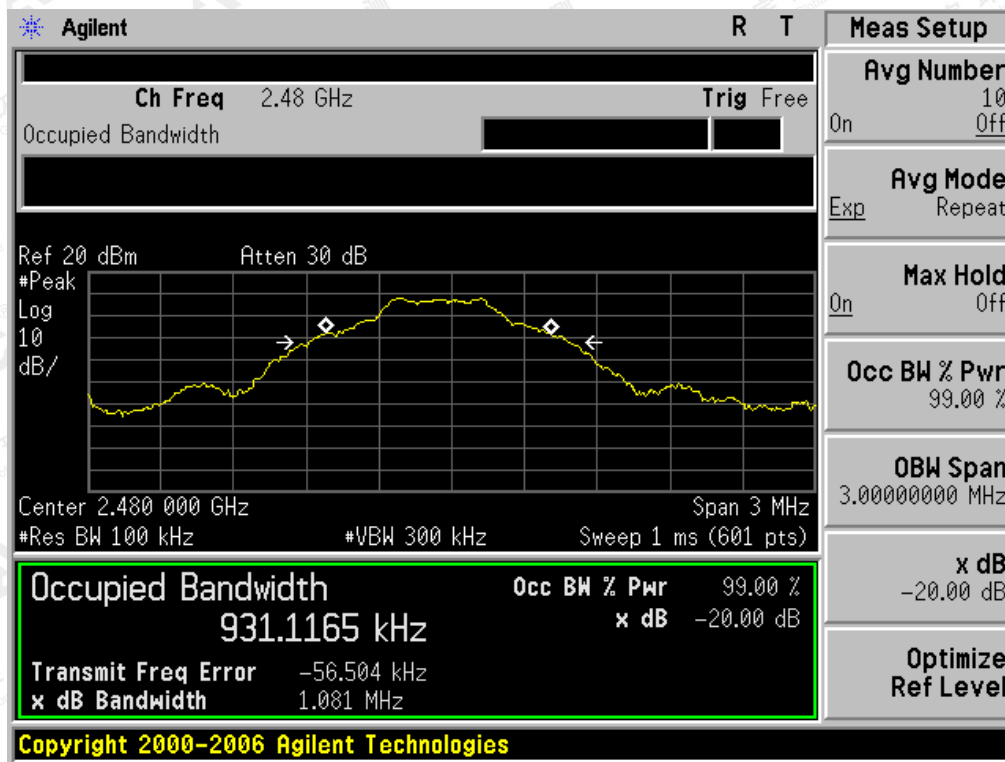 Agilent R T
Meas Setup
Ch Freq 2.48 GHz Trig Free
Occupied Bandwidth
Ref 20 dBm Atten 30 dB
#Peak
Log
10
dB/
Center 2.480 000 GHz Span 3 MHz
#Res BW 100 kHz #VBW 300 kHz Sweep 1 ms (601 pts)
Occupied Bandwidth Occ BW % Pwr 99.00 %
931.1165 kHz x dB -20.00 dB
Transmit Freq Error -56.504 kHz
x dB Bandwidth 1.081 MHz
Copyright 2000-2006 Agilent Technologies
Avg Number
10
On Off
Avg Mode
Exp Repeat
Max Hold
On Off
Occ BW % Pwr
99.00 %
OBW Span
3.00000000 MHz
x dB
-20.00 dB
Optimize
Ref Level